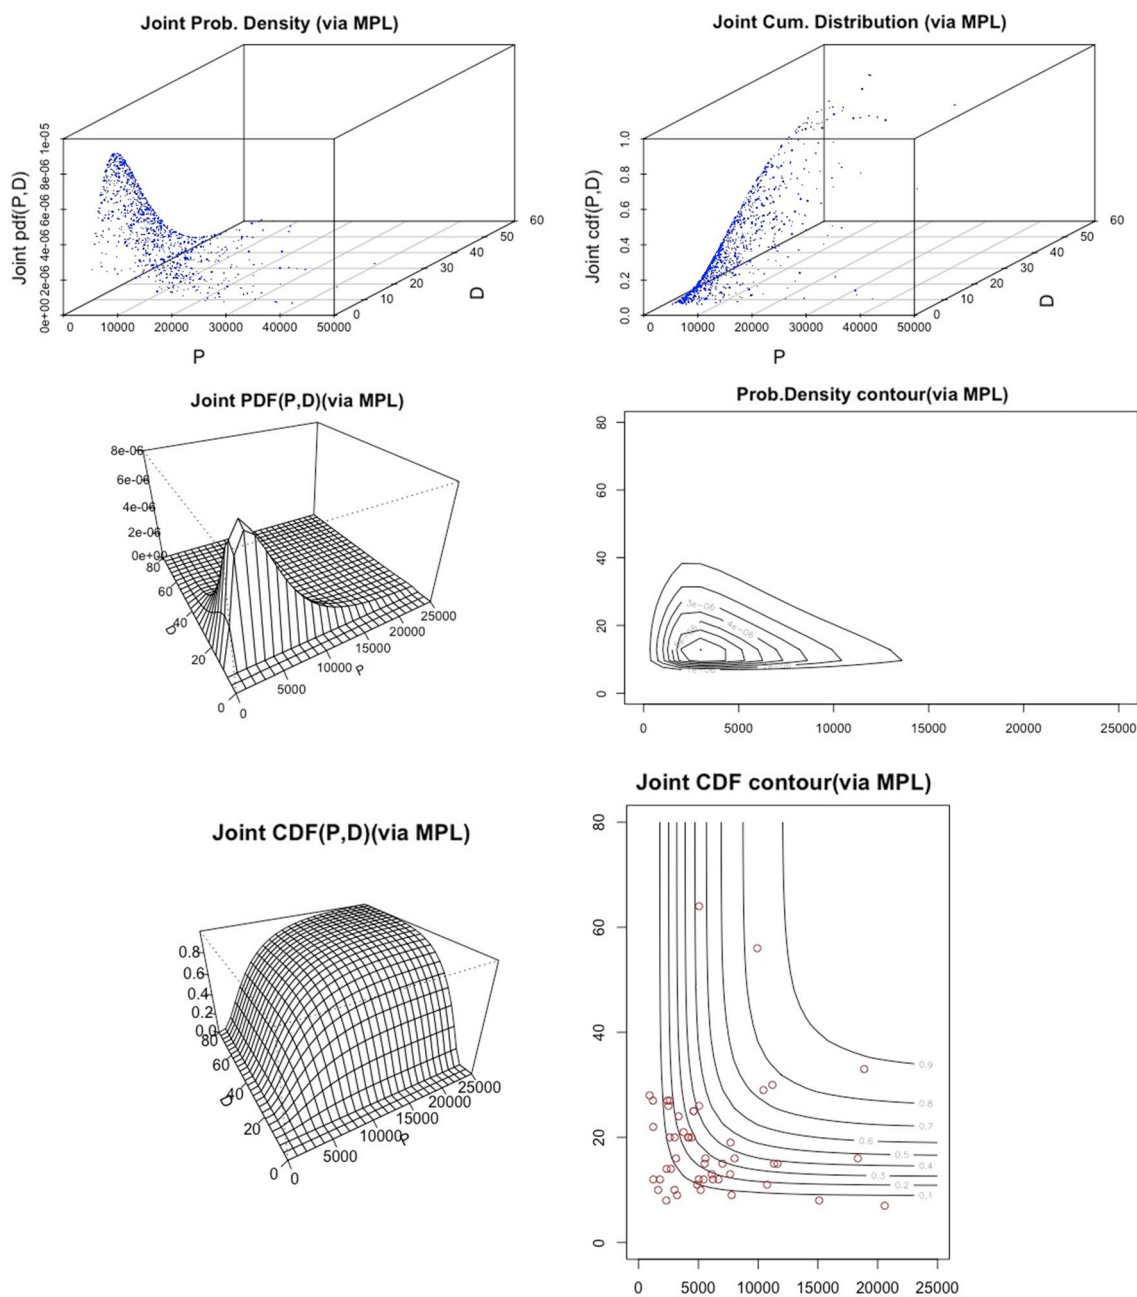 Joint Prob. Density (via MPL)
Joint pdf(P,D)
0e+00 2e-06 4e-06 6e-06 8e-06 1e-05
0 10000 20000 30000 40000 50000
P
0 10 20 30 40 50 60
D
Joint Cum. Distribution (via MPL)
Joint cdf(P,D)
0.0 0.2 0.4 0.6 0.8 1.0
0 10000 20000 30000 40000 50000
P
0 10 20 30 40 50 60
D
Joint PDF(P,D)(via MPL)
8e-06
6e-06
4e-06
2e-06
0e+00
80
60
40
20
0
D
0 5000 10000 15000 20000 25000
P
Prob.Density contour(via MPL)
80
60
40
20
0
3e-06
4e-06
1e-06
0 5000 10000 15000 20000 25000
Joint CDF(P,D)(via MPL)
0.8
0.6
0.4
0.2
0.0
80
60
40
20
0
D
0 5000 10000 15000 20000 25000
P
Joint CDF contour(via MPL)
80
60
40
20
0
0.9
0.8
0.7
0.6
0.5
0.4
0.3
0.2
0.1
0 5000 10000 15000 20000 25000